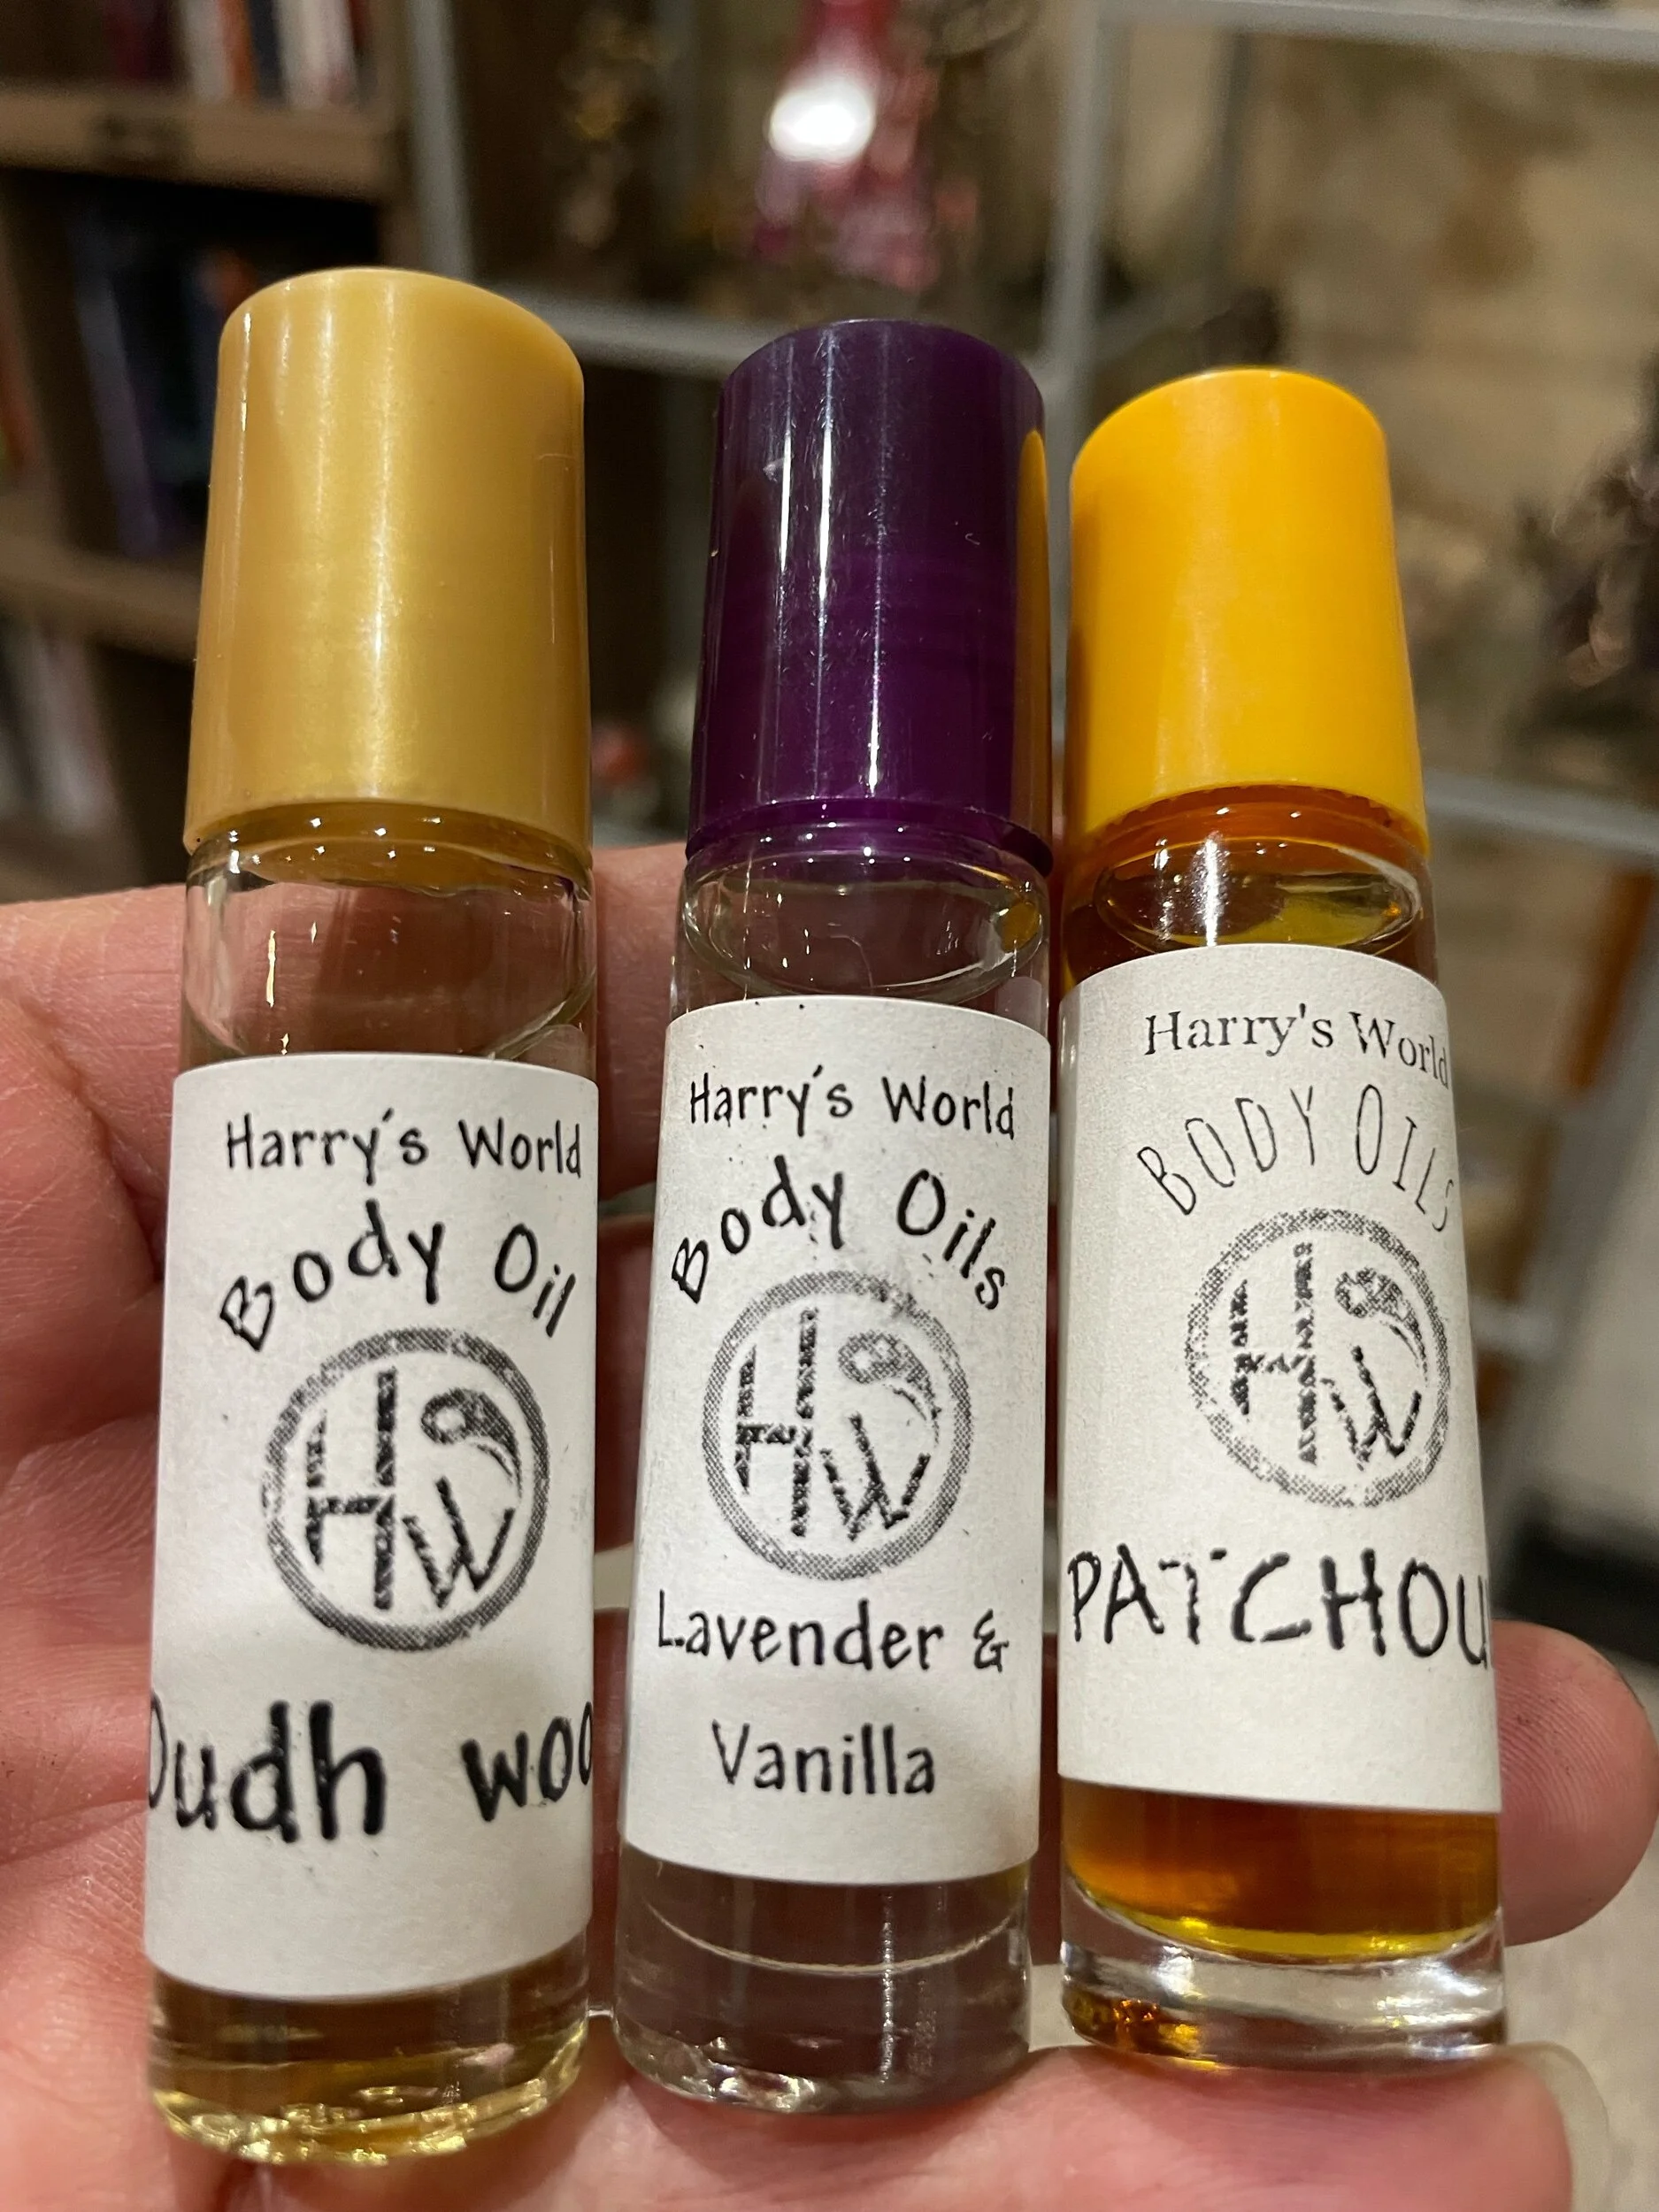 Harry's World
Body Oil
HW
Oudh woo
Harry's World
Body Oils
HW
Lavender &
Vanilla
Harry's World
BODY OILS
HW
PATCHOU